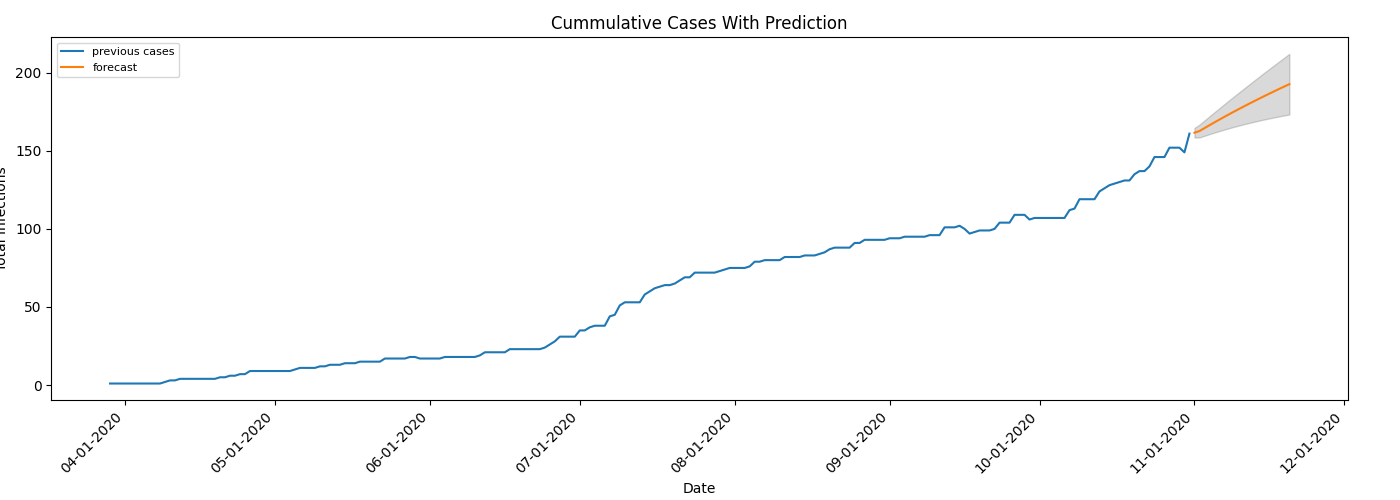 Cummulative Cases With Prediction
previous cases
forecast
200
150
100
50
0
Total Infections
04-01-2020
05-01-2020
06-01-2020
07-01-2020
08-01-2020
09-01-2020
10-01-2020
11-01-2020
12-01-2020
Date